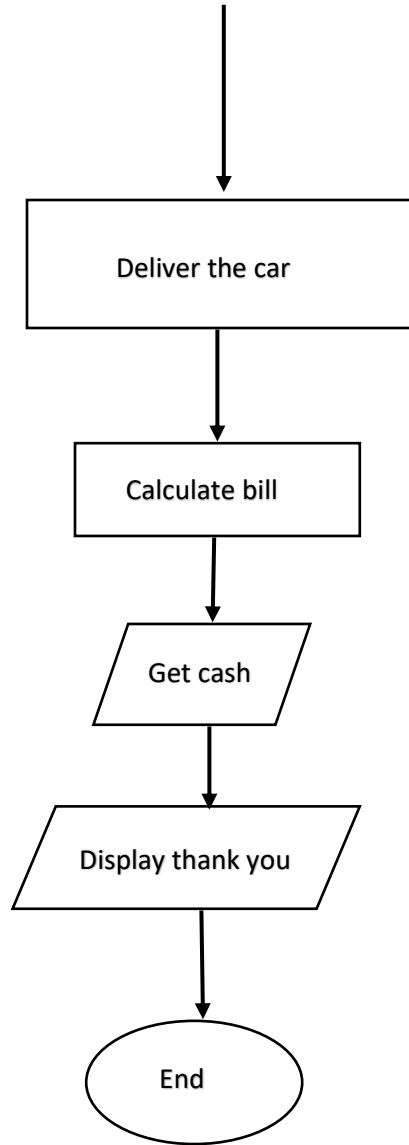 Deliver the car
Calculate bill
Get cash
Display thank you
End